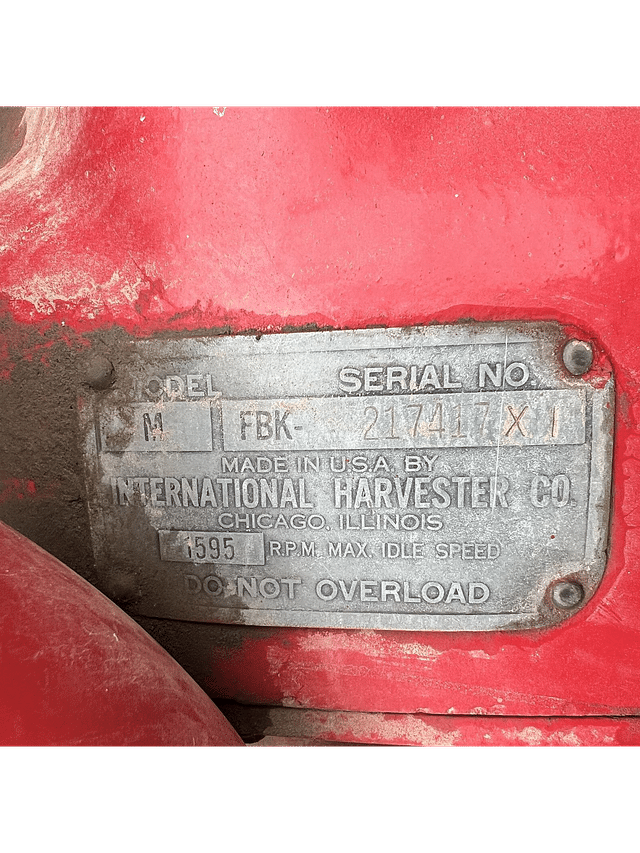 MODEL SERIAL NO.
M FBK- 217417 X1
MADE IN U.S.A. BY
INTERNATIONAL HARVESTER CO.
CHICAGO, ILLINOIS
1595 R.P.M. MAX. IDLE SPEED
DO NOT OVERLOAD